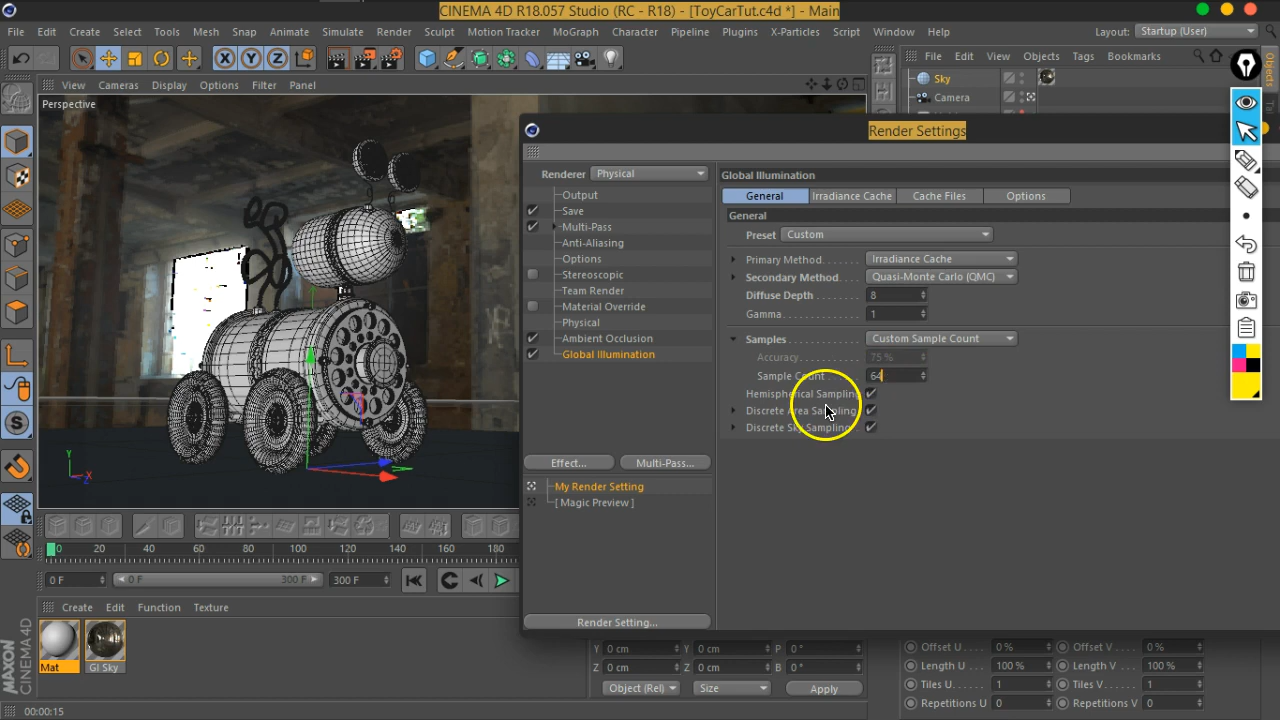 CINEMA 4D R18.057 Studio (RC - R18) - [ToyCarTut.c4d *] - Main
File Edit Create Select Tools Mesh Snap Animate Simulate Render Sculpt Motion Tracker MoGraph Character Pipeline Plugins X-Particles Script Window Help Layout: Startup (User)
X Y Z
View Cameras Display Options Filter Panel
File Edit View Objects Tags Bookmarks
Sky
Camera
Objects
Perspective
Render Settings
Renderer Physical
Output
Save
Multi-Pass
Anti-Aliasing
Options
Stereoscopic
Team Render
Material Override
Physical
Ambient Occlusion
Global Illumination
Effect... Multi-Pass...
My Render Setting
[ Magic Preview ]
Render Setting...
Global Illumination
General Irradiance Cache Cache Files Options
General
Preset Custom
Primary Method Irradiance Cache
Secondary Method Quasi-Monte Carlo (QMC)
Diffuse Depth 8
Gamma 1
Samples Custom Sample Count
Accuracy 75 %
Sample Count 64
Hemispherical Sampling
Discrete Area Sampling
Discrete Sky Sampling
Y
X
Z
S
0 20 40 60 80 100 120 140 160 180
0 F 0 F 300 F 300 F
Create Edit Function Texture
Mat GI Sky
MAXON
CINEMA 4D
Y 0 cm Y 0 cm P 0 °
Z 0 cm Z 0 cm B 0 °
Object (Rel) Size Apply
Offset U 0 % Offset V 0 %
Length U 100 % Length V 100 %
Tiles U 1 Tiles V 1
Repetitions U 0 Repetitions V 0
00:00:15